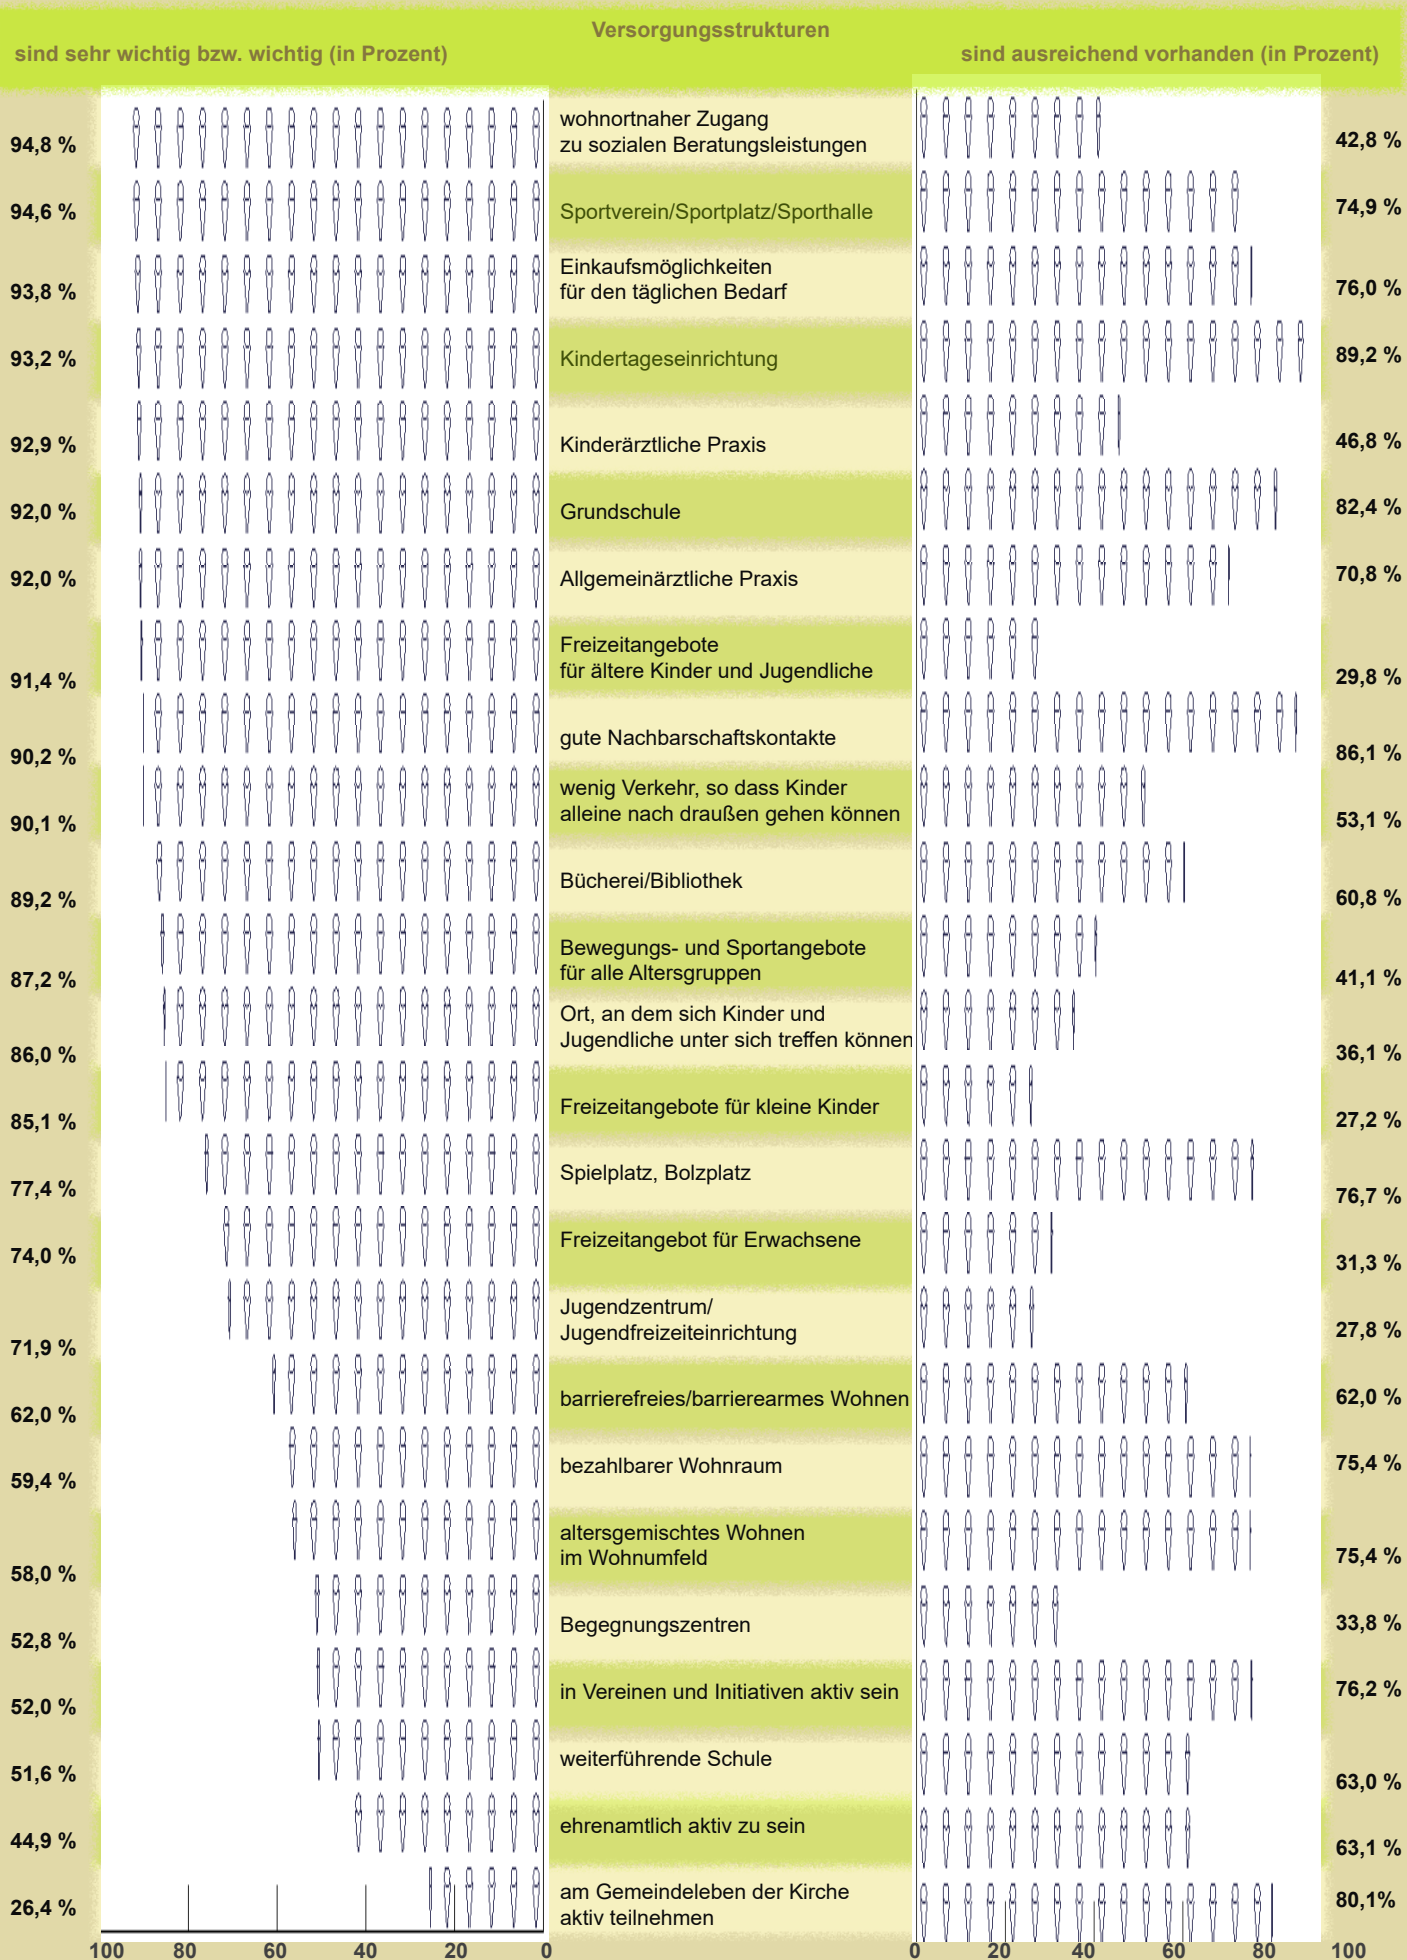 Versorgungsstrukturen
sind sehr wichtig bzw. wichtig (in Prozent)
sind ausreichend vorhanden (in Prozent)
94,8 %
wohnortnaher Zugang
zu sozialen Beratungsleistungen
42,8 %
94,6 %
Sportverein/Sportplatz/Sporthalle
74,9 %
93,8 %
Einkaufsmöglichkeiten
für den täglichen Bedarf
76,0 %
93,2 %
Kindertageseinrichtung
89,2 %
92,9 %
Kinderärztliche Praxis
46,8 %
92,0 %
Grundschule
82,4 %
92,0 %
Allgemeinärztliche Praxis
70,8 %
91,4 %
Freizeitangebote
für ältere Kinder und Jugendliche
29,8 %
90,2 %
gute Nachbarschaftskontakte
86,1 %
90,1 %
wenig Verkehr, so dass Kinder
alleine nach draußen gehen können
53,1 %
89,2 %
Bücherei/Bibliothek
60,8 %
87,2 %
Bewegungs- und Sportangebote
für alle Altersgruppen
41,1 %
86,0 %
Ort, an dem sich Kinder und
Jugendliche unter sich treffen können
36,1 %
85,1 %
Freizeitangebote für kleine Kinder
27,2 %
77,4 %
Spielplatz, Bolzplatz
76,7 %
74,0 %
Freizeitangebot für Erwachsene
31,3 %
71,9 %
Jugendzentrum/
Jugendfreizeiteinrichtung
27,8 %
62,0 %
barrierefreies/barrierearmes Wohnen
62,0 %
59,4 %
bezahlbarer Wohnraum
75,4 %
58,0 %
altersgemischtes Wohnen
im Wohnumfeld
75,4 %
52,8 %
Begegnungszentren
33,8 %
52,0 %
in Vereinen und Initiativen aktiv sein
76,2 %
51,6 %
weiterführende Schule
63,0 %
44,9 %
ehrenamtlich aktiv zu sein
63,1 %
26,4 %
am Gemeindeleben der Kirche
aktiv teilnehmen
80,1%
100 80 60 40 20 0
0 20 40 60 80 100